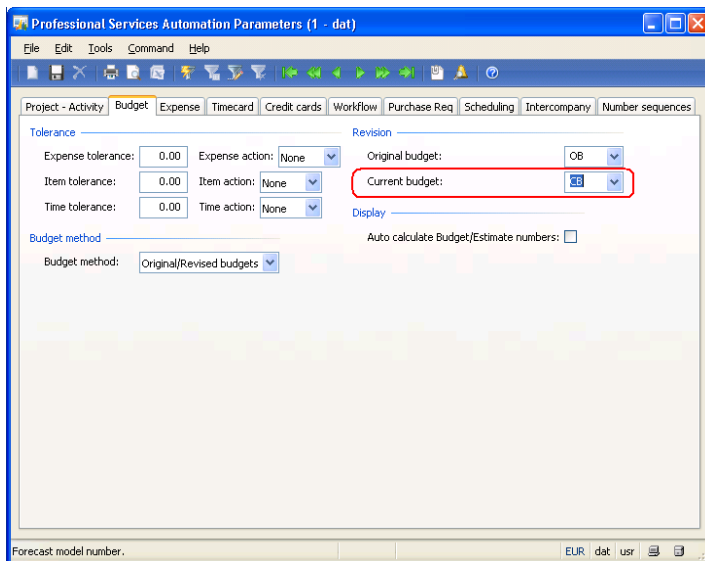 Professional Services Automation Parameters (1 - dat)
File Edit Tools Command Help
Project - Activity Budget Expense Timecard Credit cards Workflow Purchase Req Scheduling Intercompany Number sequences
Tolerance
Expense tolerance: 0.00 Expense action: None
Item tolerance: 0.00 Item action: None
Time tolerance: 0.00 Time action: None
Budget method
Budget method: Original/Revised budgets
Revision
Original budget: OB
Current budget: CB
Display
Auto calculate Budget/Estimate numbers:
Forecast model number. EUR dat usr